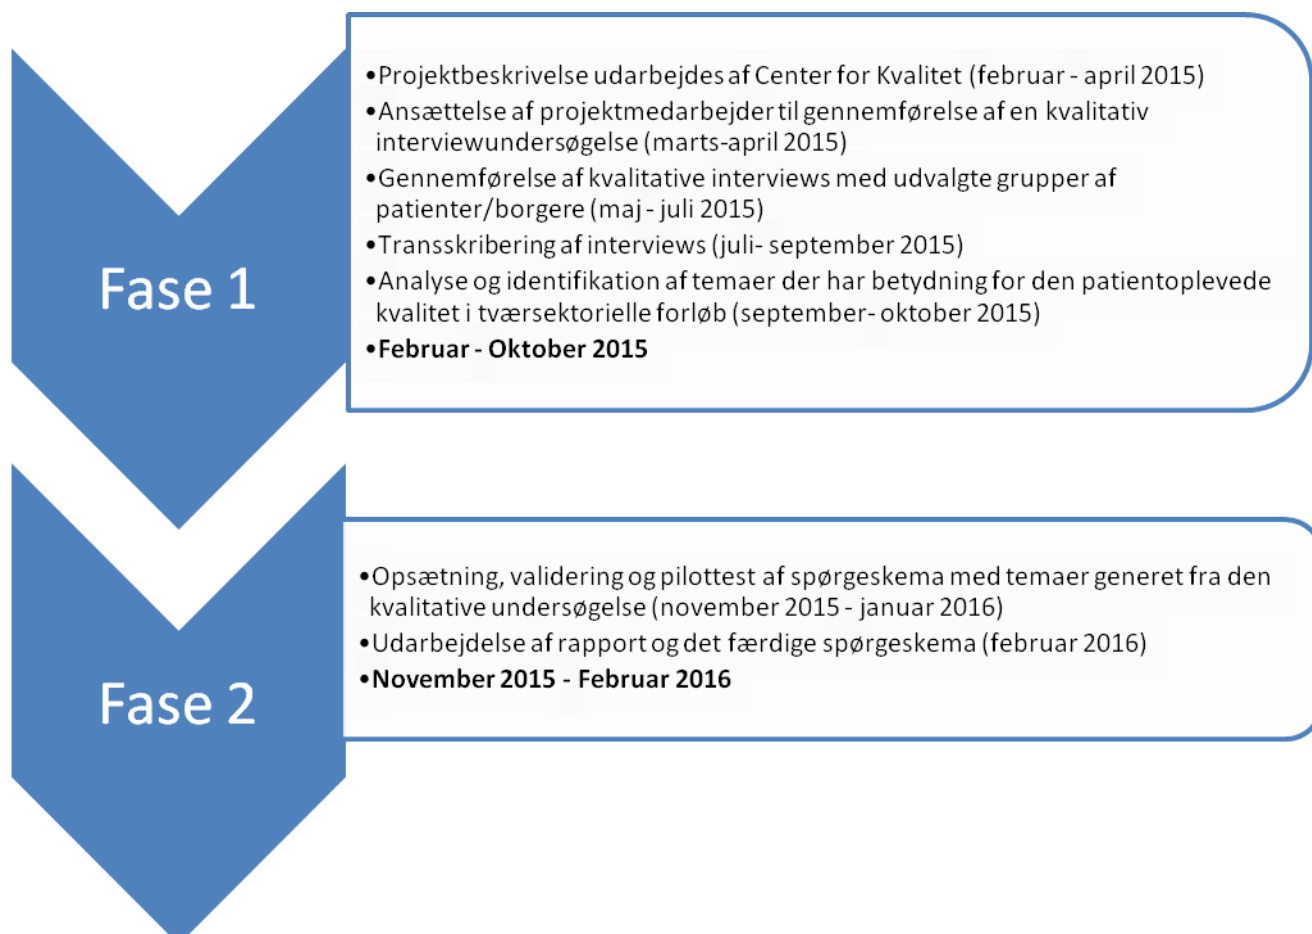 Fase 1
•Projektbeskrivelse udarbejdes af Center for Kvalitet (februar - april 2015)
•Ansættelse af projektmedarbejder til gennemførelse af en kvalitativ
interviewundersøgelse (marts-april 2015)
•Gennemførelse af kvalitative interviews med udvalgte grupper af
patienter/borgere (maj - juli 2015)
•Transskribering af interviews (juli- september 2015)
•Analyse og identifikation af temaer der har betydning for den patientoplevede
kvalitet i tværsektorielle forløb (september- oktober 2015)
•Februar - Oktober 2015
Fase 2
•Opsætning, validering og pilottest af spørgeskema med temaer generet fra den
kvalitative undersøgelse (november 2015 - januar 2016)
•Udarbejdelse af rapport og det færdige spørgeskema (februar 2016)
•November 2015 - Februar 2016